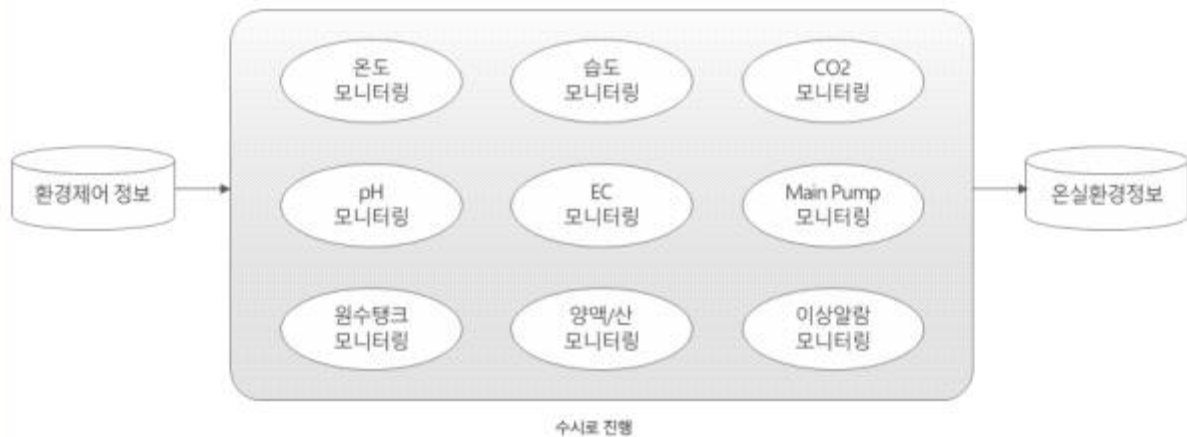 온도
모니터링
습도
모니터링
CO2
모니터링
환경제어 정보
pH
모니터링
EC
모니터링
Main Pump
모니터링
온실환경정보
원수탱크
모니터링
양맥/산
모니터링
이상알람
모니터링
수시로 진행